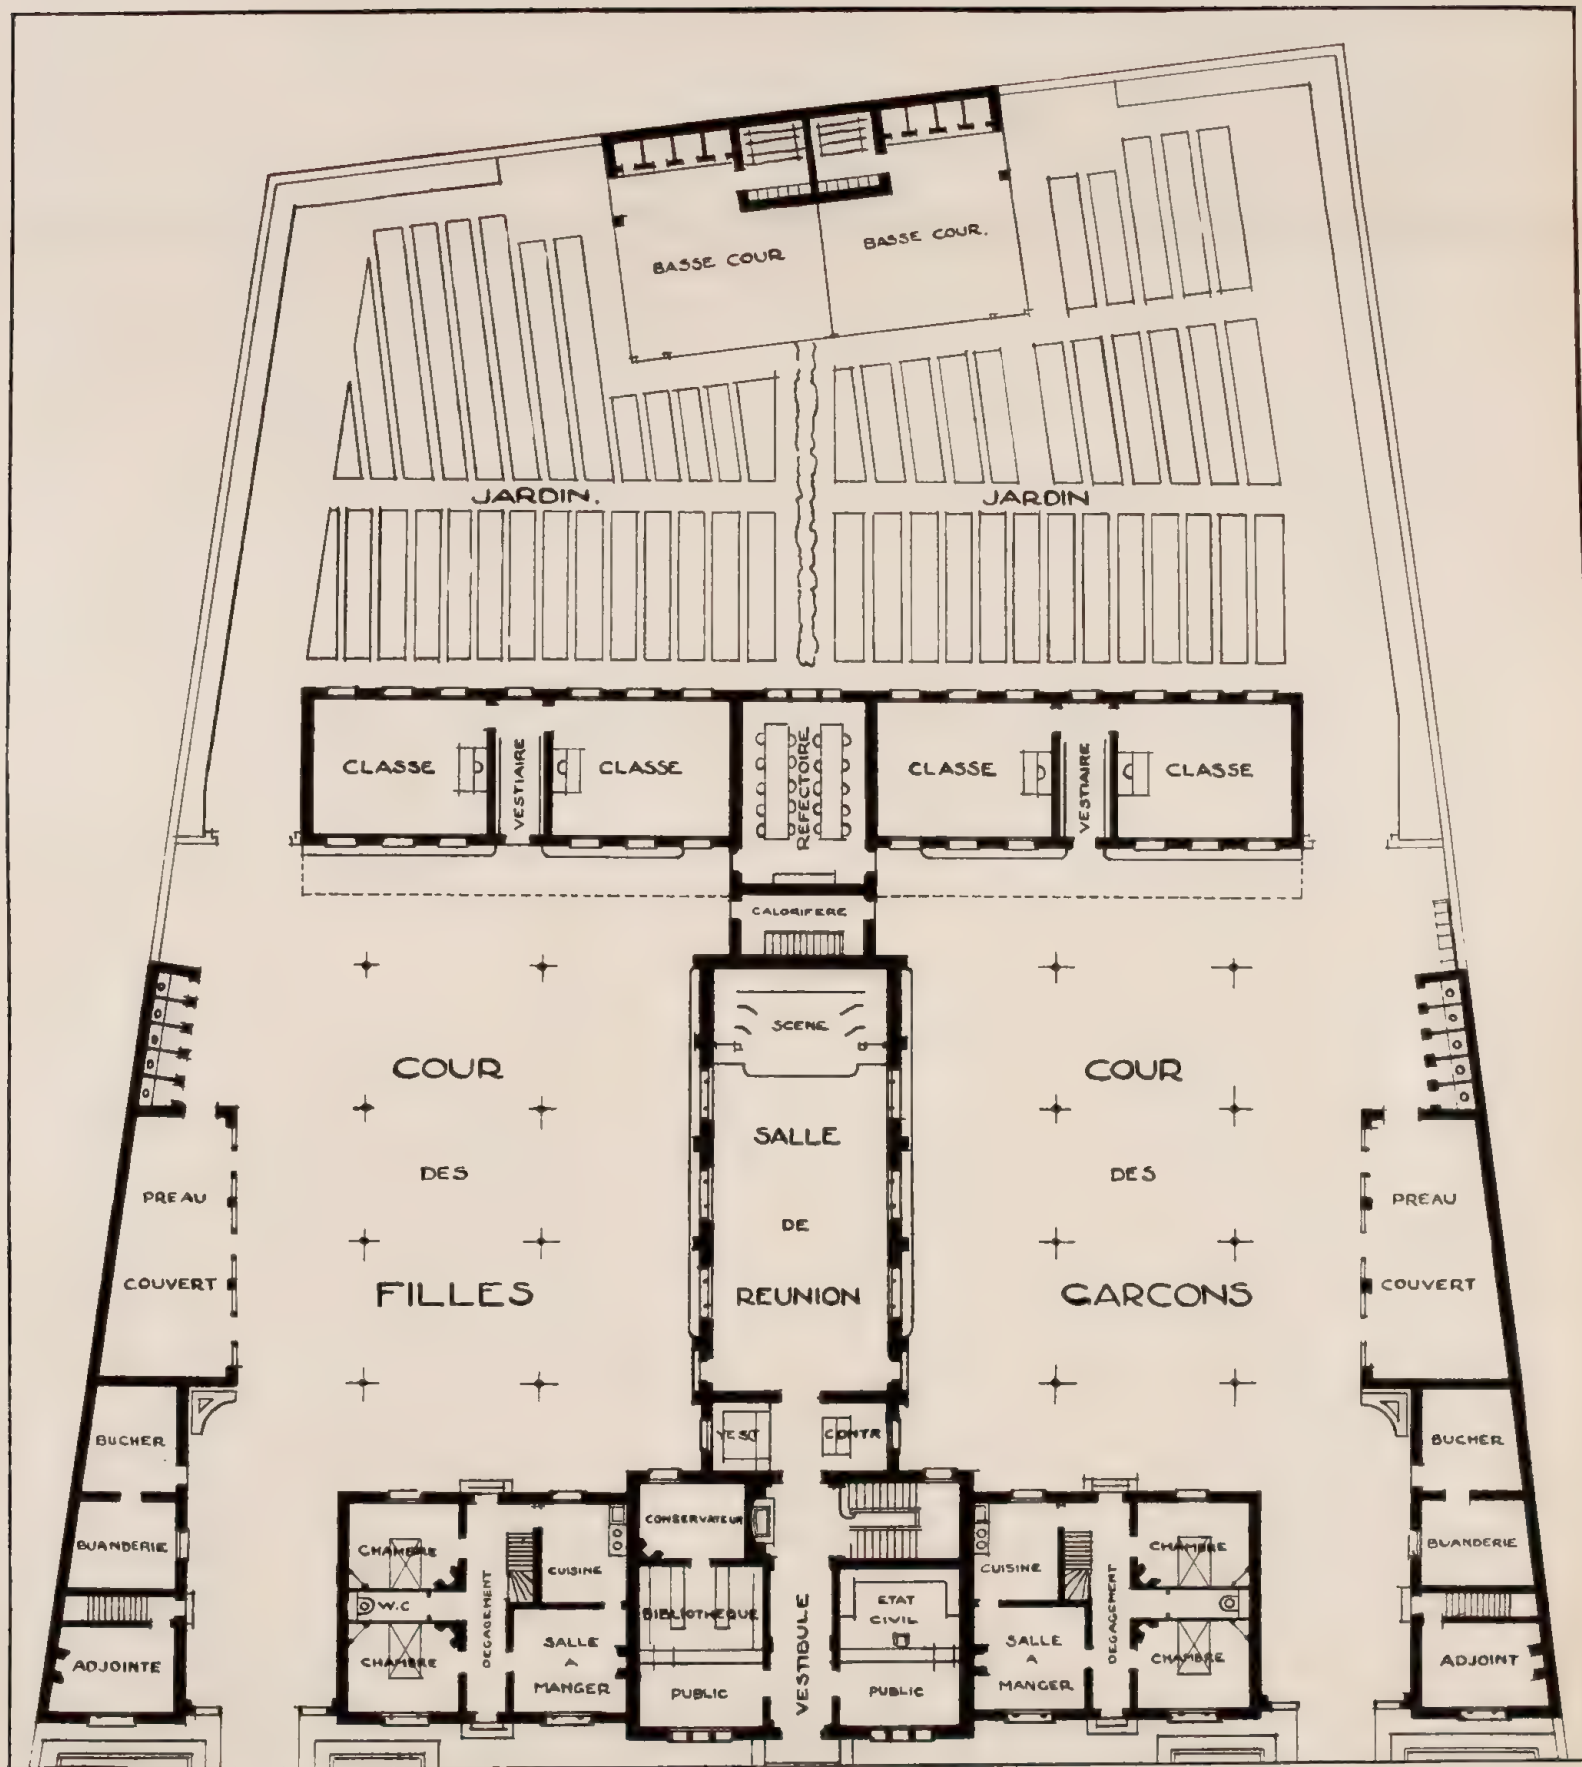 BASSE COUR
BASSE COUR.
JARDIN.
JARDIN
CLASSE
VESTIAIRE
CLASSE
REFECTOIRE
CLASSE
VESTIAIRE
CLASSE
CALORIFERE
SCENE
COUR
DES
FILLES
SALLE
DE
REUNION
COUR
DES
GARCONS
PREAU
COUVERT
PREAU
COUVERT
VEST
CONTR
BUCHER
BUANDERIE
ADJOINTE
CHAMBRE
W.C
CHAMBRE
DEGAGEMENT
CUISINE
SALLE
A
MANGER
CONSERVATEUR
BIBLIOTHEQUE
PUBLIC
VESTIBULE
ETAT
CIVIL
PUBLIC
CUISINE
SALLE
A
MANGER
DEGAGEMENT
CHAMBRE
CHAMBRE
BUCHER
BUANDERIE
ADJOINT